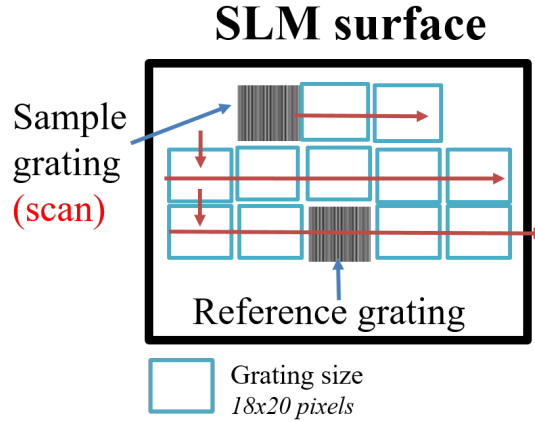 SLM surface
Sample
grating
(scan)
Reference grating
Grating size
18x20 pixels